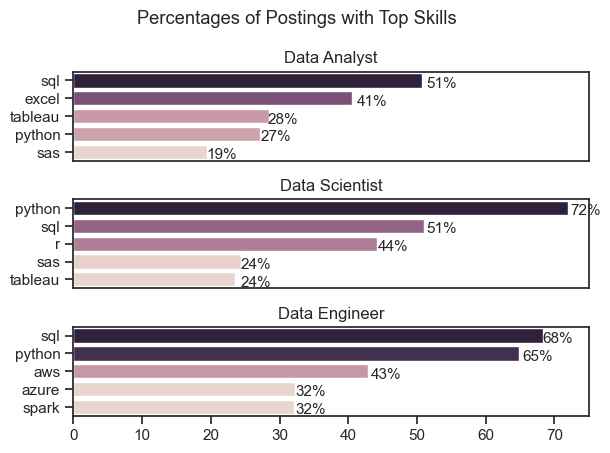 Percentages of Postings with Top Skills
Data Analyst
sql 51%
excel 41%
tableau 28%
python 27%
sas 19%
Data Scientist
python 72%
sql 51%
r 44%
sas 24%
tableau 24%
Data Engineer
sql 68%
python 65%
aws 43%
azure 32%
spark 32%
0 10 20 30 40 50 60 70